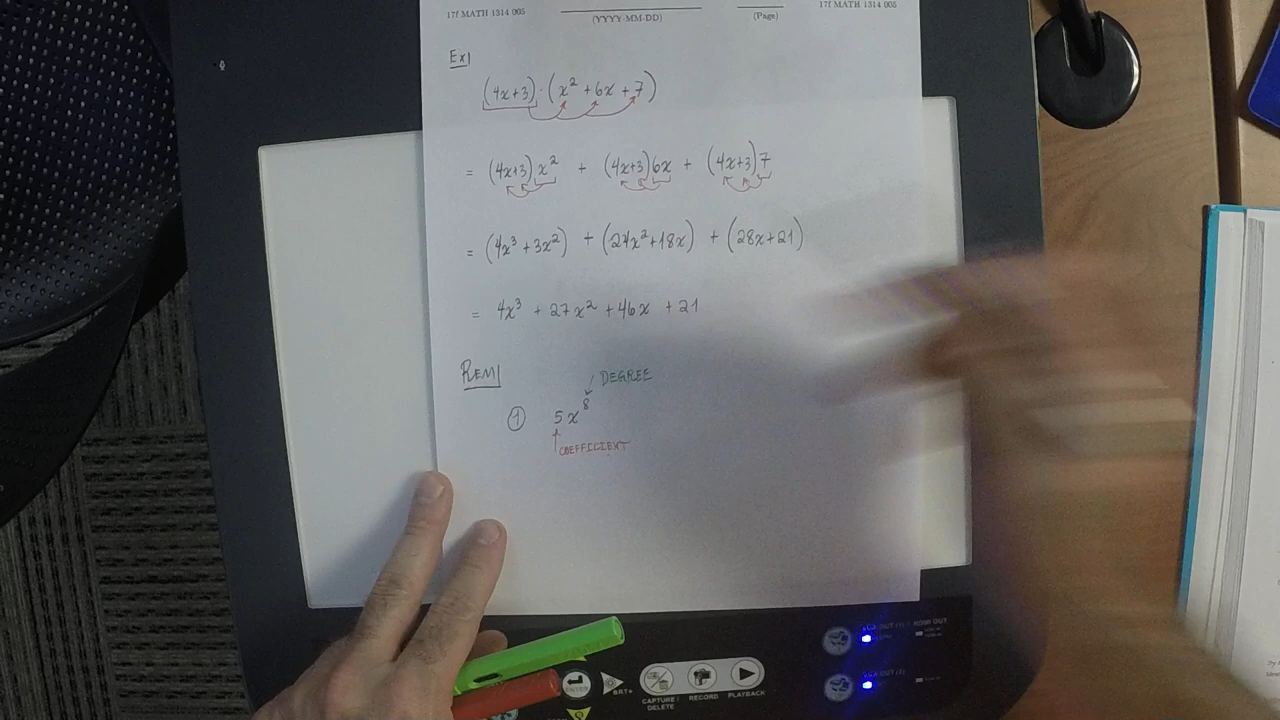 17f MATH 1314 005 (YYYY-MM-DD) (Page) 17f MATH 1314 005
Ex1
(4x+3)·(x² + 6x + 7)
= (4x+3)x² + (4x+3)6x + (4x+3)7
= (4x³ + 3x²) + (24x² + 18x) + (28x + 21)
= 4x³ + 27x² + 46x + 21
REM1
DEGREE
① 5x⁸
COEFFICIENT
ENTER BRT+
CAPTURE / DELETE RECORD PLAYBACK